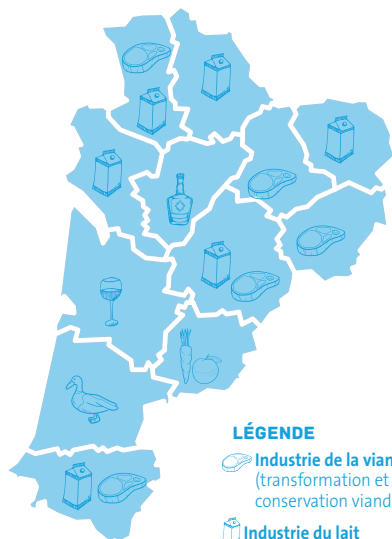 LÉGENDE
Industrie de la vian
(transformation et
conservation viand
Industrie du lait